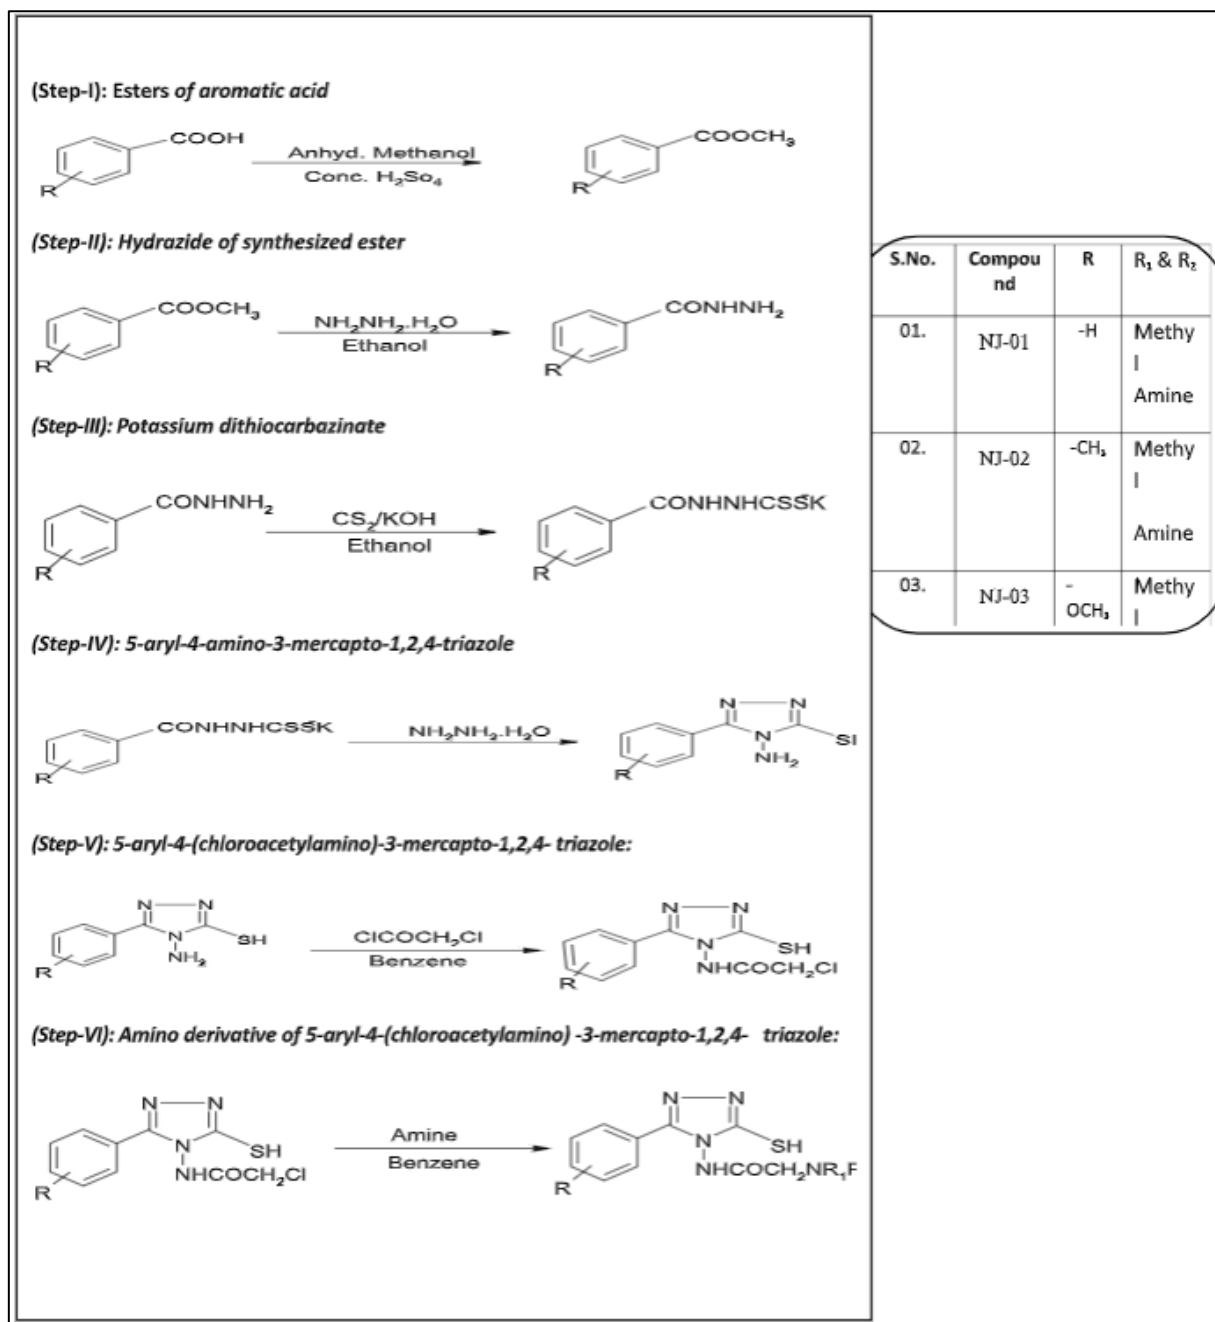 (Step-I): Esters of aromatic acid
COOH
R
Anhyd. Methanol
Conc. H₂So₄
COOCH₃
R
(Step-II): Hydrazide of synthesized ester
COOCH₃
R
NH₂NH₂.H₂O
Ethanol
CONHNH₂
R
(Step-III): Potassium dithiocarbazinate
CONHNH₂
R
CS₂/KOH
Ethanol
CONHNHCSS̄K
R
(Step-IV): 5-aryl-4-amino-3-mercapto-1,2,4-triazole
CONHNHCSS̄K
R
NH₂NH₂.H₂O
N N
N
SI
NH₂
R
(Step-V): 5-aryl-4-(chloroacetylamino)-3-mercapto-1,2,4- triazole:
N N
N
SH
NH₂
R
ClCOCH₂Cl
Benzene
N N
N
SH
NHCOCH₂Cl
R
(Step-VI): Amino derivative of 5-aryl-4-(chloroacetylamino) -3-mercapto-1,2,4- triazole:
N N
N
SH
NHCOCH₂Cl
R
Amine
Benzene
N N
N
SH
NHCOCH₂NR₁F
R
S.No. Compou R R₁ & R₂
nd
01. NJ-01 -H Methy
l
Amine
02. NJ-02 -CH₃ Methy
l
Amine
03. NJ-03 - Methy
OCH₃ l